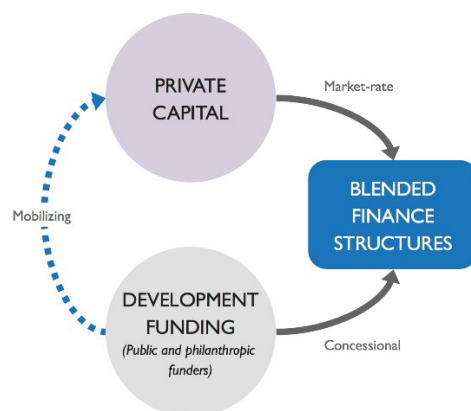 PRIVATE
CAPITAL
Market-rate
BLENDED
FINANCE
STRUCTURES
Mobilizing
DEVELOPMENT
FUNDING
(Public and philanthropic
funders)
Concessional